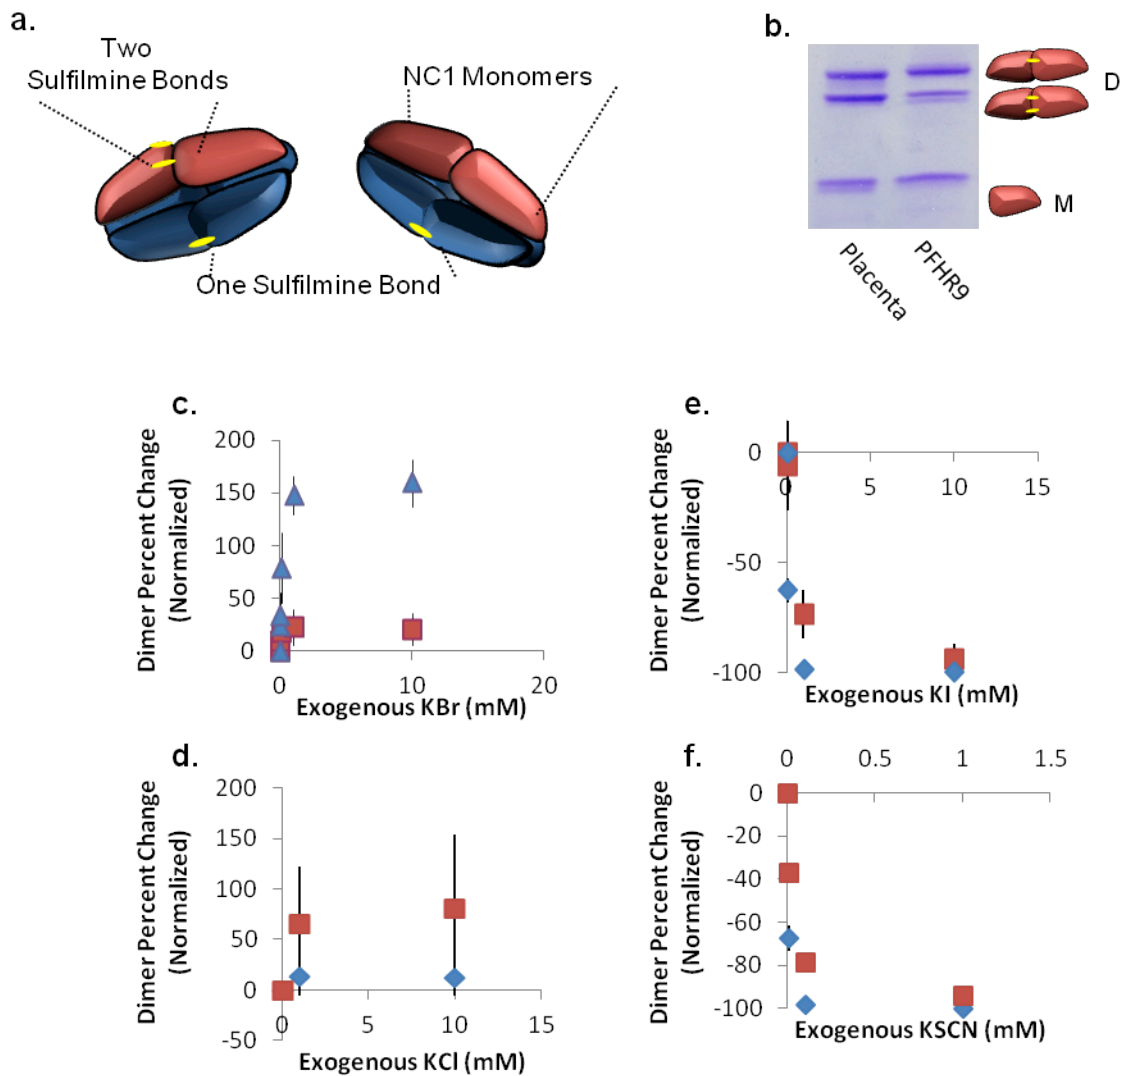 a.
Two
Sulfilmine Bonds
NC1 Monomers
One Sulfilmine Bond
b.
D
M
Placenta
PFHR9
c.
Dimer Percent Change
(Normalized)
200
150
100
50
0
0
10
20
Exogenous KBr (mM)
e.
Dimer Percent Change
(Normalized)
0
-50
-100
0
5
10
15
Exogenous KI (mM)
d.
Dimer Percent Change
(Normalized)
200
150
100
50
0
-50
0
5
10
15
Exogenous KCl (mM)
f.
Dimer Percent Change
(Normalized)
0
0.5
1
1.5
0
-20
-40
-60
-80
-100
Exogenous KSCN (mM)